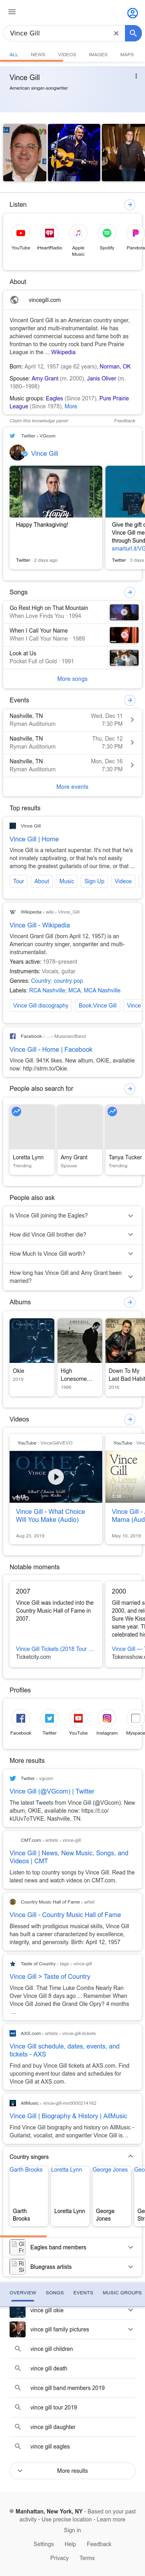 Vince Gill
ALL NEWS VIDEOS IMAGES MAPS
Vince Gill
American singer-songwriter
Listen
YouTube iHeartRadio Apple Music Spotify Pandora
About
vincegill.com
Vincent Grant Gill is an American country singer,
songwriter and multi-instrumentalist. He has
achieved commercial success and fame both as
frontman to the country rock band Pure Prairie
League in the ... Wikipedia
Born: April 12, 1957 (age 62 years), Norman, OK
Spouse: Amy Grant (m. 2000), Janis Oliver (m.
1980–1998)
Music groups: Eagles (Since 2017), Pure Prairie
League (Since 1978), More
Claim this knowledge panel Feedback
Twitter › VGcom
Vince Gill
Happy Thanksgiving!
Give the gift o
Vince Gill me
through Sund
smarturl.it/VG
Twitter · 2 days ago
Twitter · 3 days
Songs
Go Rest High on That Mountain
When Love Finds You · 1994
When I Call Your Name
When I Call Your Name · 1989
Look at Us
Pocket Full of Gold · 1991
More songs
Events
Nashville, TN Wed, Dec 11
Ryman Auditorium 7:30 PM
Nashville, TN Thu, Dec 12
Ryman Auditorium 7:30 PM
Nashville, TN Mon, Dec 16
Ryman Auditorium 7:30 PM
More events
Top results
Vince Gill
Vince Gill | Home
Vince Gill is a reluctant superstar. It's not that he's
not wickedly captivating, or that he's not easily
amongst the greatest guitarists of our time, or that ...
Tour About Music Sign Up Videos
Wikipedia › wiki › Vince_Gill
Vince Gill - Wikipedia
Vincent Grant Gill (born April 12, 1957) is an
American country singer, songwriter and multi-
instrumentalist.
Years active: 1978–present
Instruments: Vocals, guitar
Genres: Country; country pop
Labels: RCA Nashville; MCA; MCA Nashville
Vince Gill discography Book:Vince Gill Vince
Facebook › ... › Musician/Band
Vince Gill - Home | Facebook
Vince Gill. 941K likes. New album, OKIE, available
now: http://strm.to/Okie.
People also search for
Loretta Lynn
Trending
Amy Grant
Spouse
Tanya Tucker
Trending
People also ask
Is Vince Gill joining the Eagles?
How did Vince Gill brother die?
How Much Is Vince Gill worth?
How long has Vince Gill and Amy Grant been
married?
Albums
Okie
2019
High
Lonesome...
1996
Down To My
Last Bad Habit
2016
Videos
YouTube · VinceGillVEVO
YouTube · Vinc
Vince Gill - What Choice
Will You Make (Audio)
Vince Gill -
Mama (Aud
Aug 23, 2019
May 10, 2019
Notable moments
2007
Vince Gill was inducted into the
Country Music Hall of Fame in
2007.
Vince Gill Tickets (2018 Tour ...
Ticketcity.com
2000
Gill married s
2000, and rel
Sure We Kiss
time, with ma
stories writte
celebrated hi
Vince Gill —
Tokensshow.
Profiles
Facebook Twitter YouTube Instagram Myspace
More results
Twitter › vgcom
Vince Gill (@VGcom) | Twitter
The latest Tweets from Vince Gill (@VGcom). New
album, OKIE, available now: https://t.co/
kUUv7oTVKE. Nashville, TN.
CMT.com › artists › vince-gill
Vince Gill | News, New Music, Songs, and
Videos | CMT
Listen to top country songs by Vince Gill. Read the
latest news and watch videos on CMT.com.
Country Music Hall of Fame › artist
Vince Gill - Country Music Hall of Fame
Blessed with prodigious musical skills, Vince Gill
has built a career based on discipline,
integrity, and serenity. Birth: April 12, 1957
Taste of Country › tags › vince-gill
Vince Gill > Taste of Country
Vince Gill. That Time Luke Combs Nearly Ran
Over Vince Gill 8 days ago ... Remember When
Vince Gill Joined the Grand Ole Opry? 4 months
...
AXS.com › artists › vince-gill-tickets
Vince Gill schedule, dates, events, and
tickets - AXS
Find and buy Vince Gill tickets at AXS.com. Find
upcoming event tour dates and schedules for
Vince Gill at AXS.com.
AllMusic › vince-gill-mn0000214162
Vince Gill | Biography & History | AllMusic
Find Vince Gill biography and history on AllMusic -
Guitarist, vocalist, and songwriter Vince Gill is…
Country singers
Garth Brooks Loretta Lynn George Jones Geo
Garth
Brooks
Loretta Lynn
George
Jones
Eagles band members
Bluegrass artists
OVERVIEW SONGS EVENTS MUSIC GROUPS
vince gill okie
vince gill family pictures
vince gill children
vince gill death
vince gill band members 2019
vince gill tour 2019
vince gill daughter
vince gill eagles
More results
Manhattan, New York, NY - Based on your past
activity - Use precise location - Learn more
Sign in
Settings Help Feedback
Privacy Terms